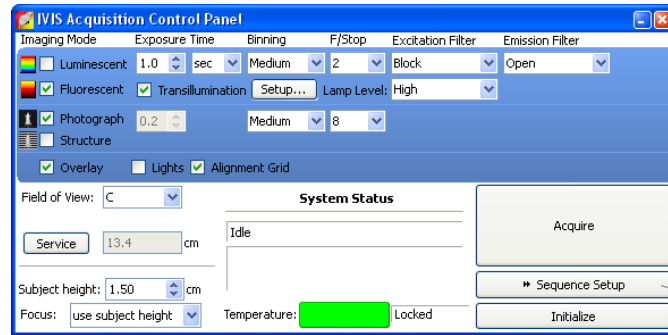 IVIS Acquisition Control Panel
Imaging Mode Exposure Time Binning F/Stop Excitation Filter Emission Filter
Luminescent 1.0 sec Medium 2 Block Open
Fluorescent Transillumination Setup... Lamp Level: High
Photograph 0.2 Medium 8
Structure
Overlay Lights Alignment Grid
Field of View: C System Status
Acquire
Idle
Service 13.4 cm
Sequence Setup
Subject height: 1.50 cm
Focus: use subject height Temperature: Locked Initialize